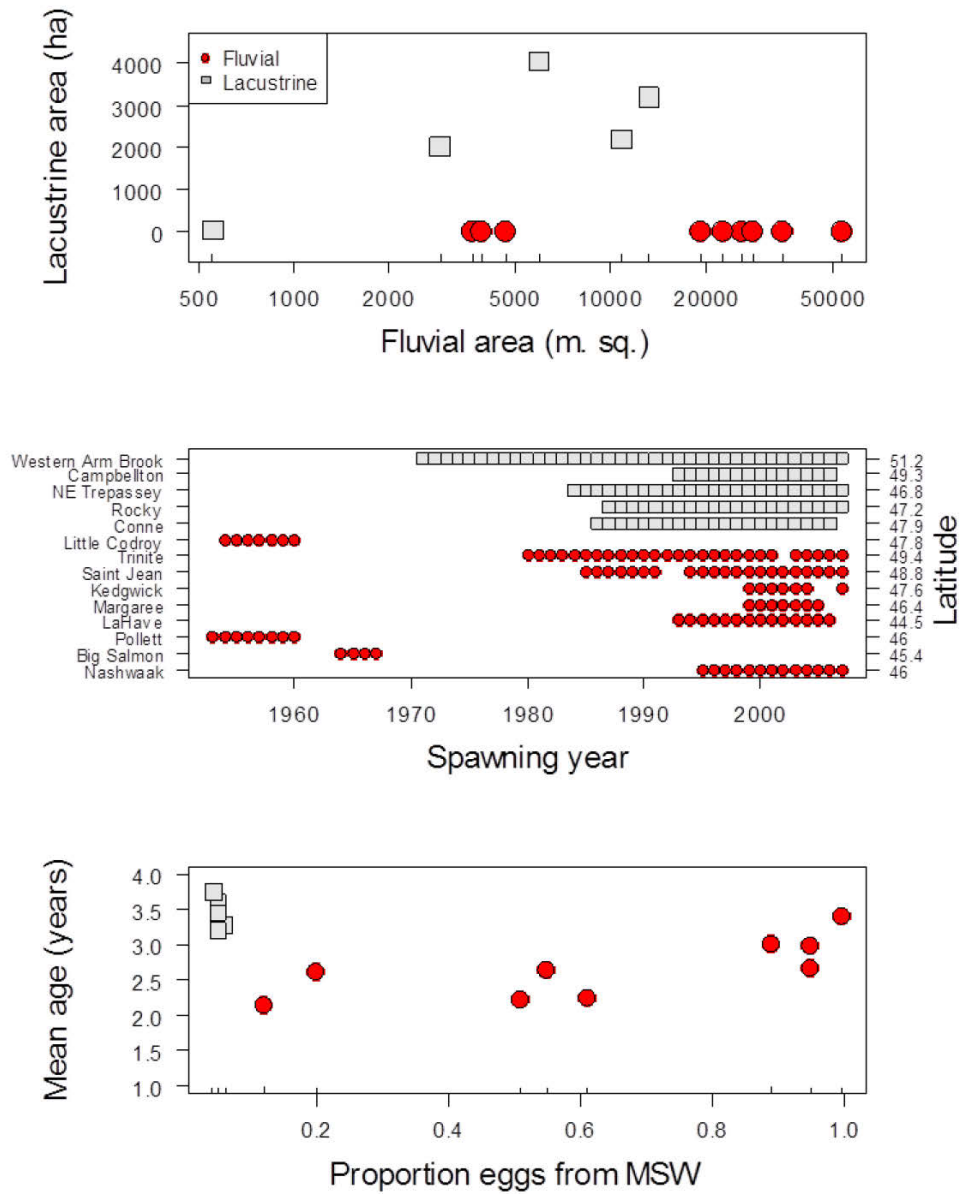 Lacustrine area (ha)
Fluvial
Lacustrine
4000
3000
2000
1000
0
500 1000 2000 5000 10000 20000 50000
Fluvial area (m. sq.)
Western Arm Brook 51.2
Campbellton 49.3
NE Trepassey 46.8
Rocky 47.2
Conne 47.9
Little Codroy 47.8
Trinite 49.4
Saint Jean 48.8
Kedgwick 47.6
Margaree 46.4
LaHave 44.5
Pollett 46
Big Salmon 45.4
Nashwaak 46
Latitude
1960 1970 1980 1990 2000
Spawning year
Mean age (years)
4.0
3.5
3.0
2.5
2.0
1.5
1.0
0.2 0.4 0.6 0.8 1.0
Proportion eggs from MSW